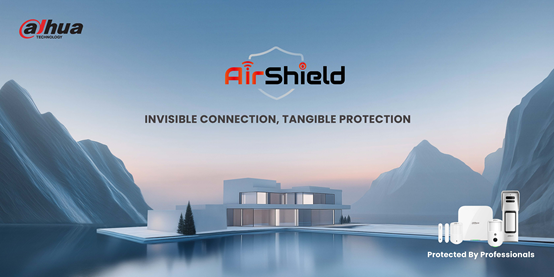 alhua
TECHNOLOGY
AirShield
INVISIBLE CONNECTION, TANGIBLE PROTECTION
Protected By Professionals